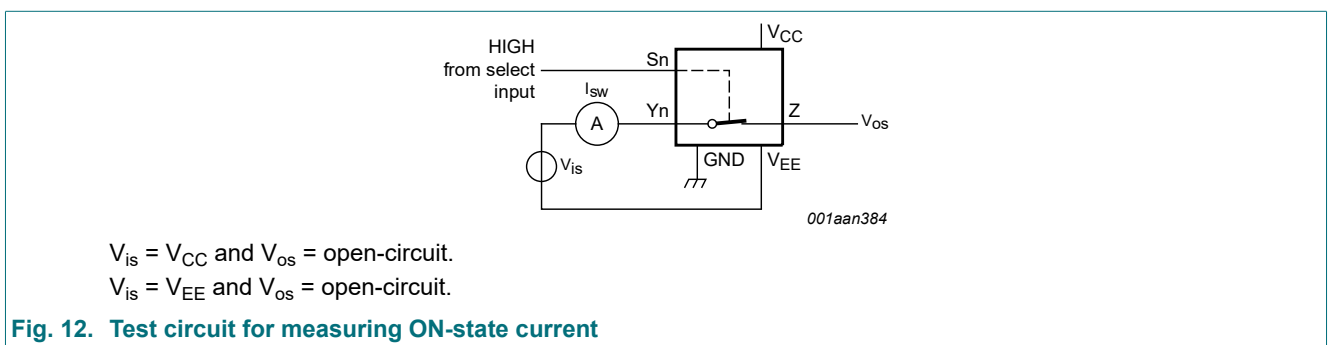 HIGH
from select
input
Sn
VCC
Isw
A
Yn
Z
Vos
Vis
GND
VEE
001aan384
Vis = VCC and Vos = open-circuit.
Vis = VEE and Vos = open-circuit.
Fig. 12. Test circuit for measuring ON-state current